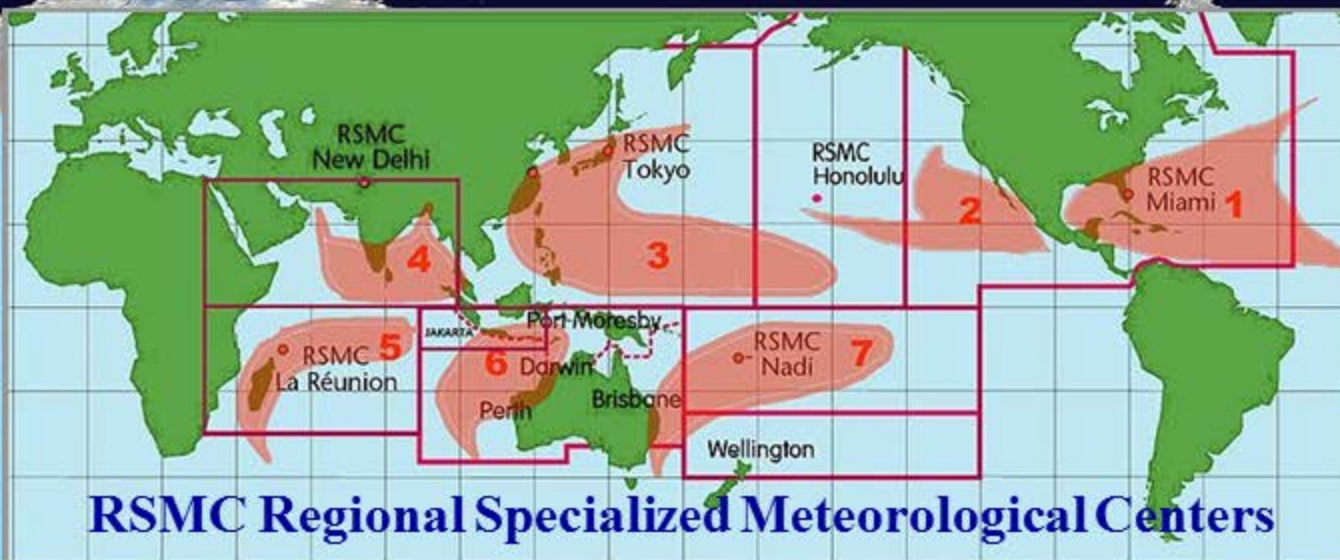 RSMC
New Delhi
RSMC
Tokyo
RSMC
Honolulu
RSMC
Miami
1
2
3
4
5
RSMC
La Réunion
JAKARTA
Port-Moresby
6
Darwin
Perth
Brisbane
RSMC
Nadi
7
Wellington
RSMC Regional Specialized Meteorological Centers